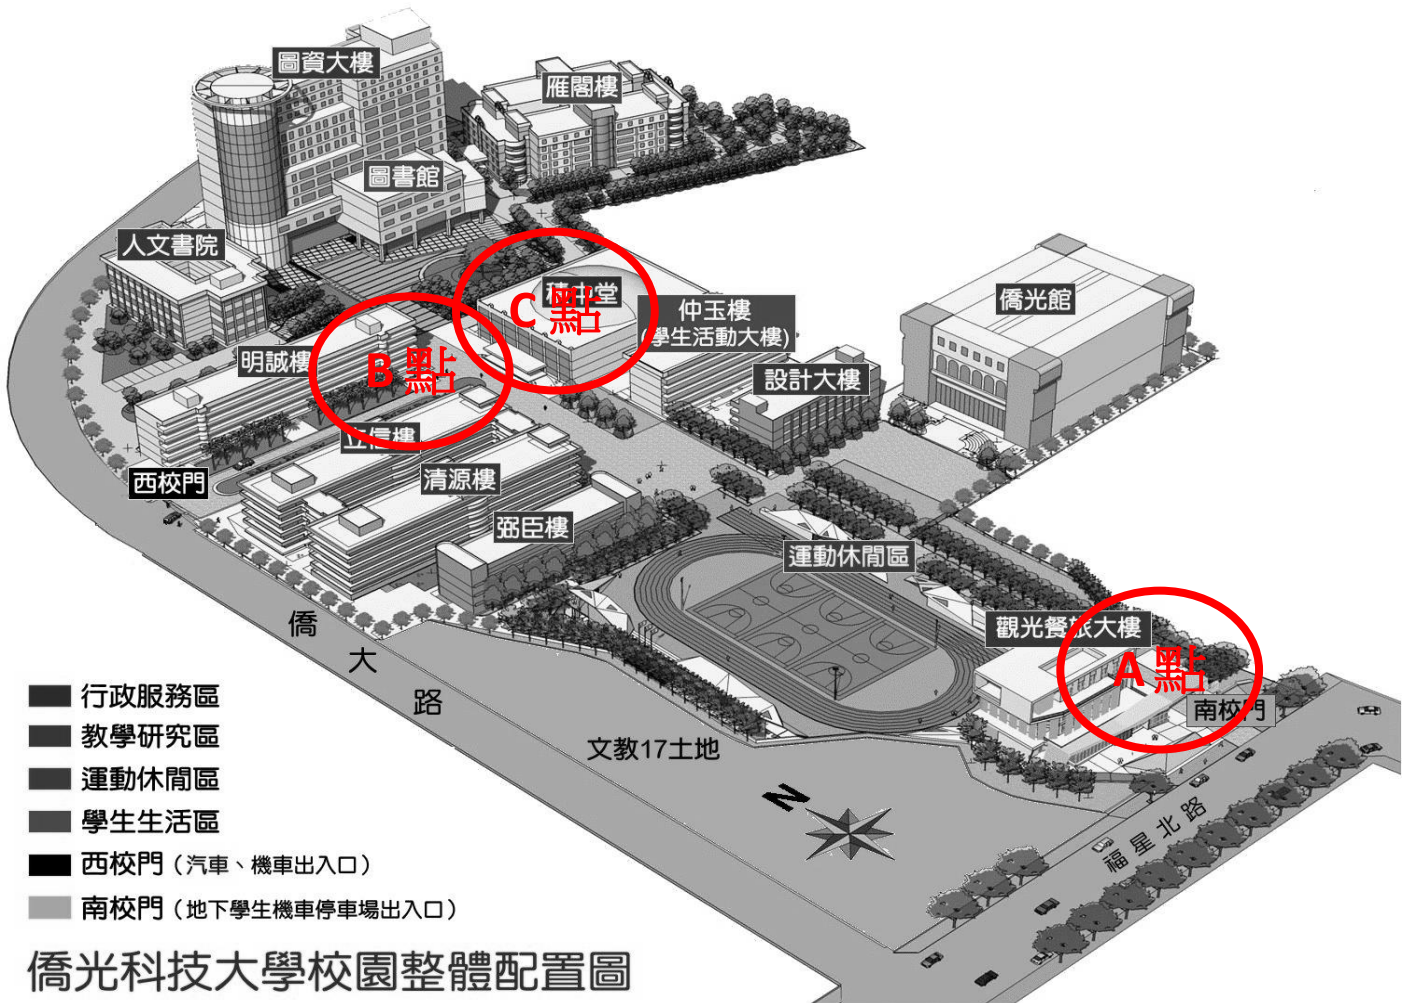 圖資大樓
雁閣樓
圖書館
人文書院
僑光館
C 點
堂
仲玉樓
(學生活動大樓)
明誠樓
B 點
設計大樓
立信樓
清源樓
西校門
弼臣樓
運動休閒區
觀光餐旅大樓
A 點
南校門
僑大路
文教17土地
N
福星北路
行政服務區
教學研究區
運動休閒區
學生生活區
西校門（汽車、機車出入口）
南校門（地下學生機車停車場出入口）
僑光科技大學校園整體配置圖